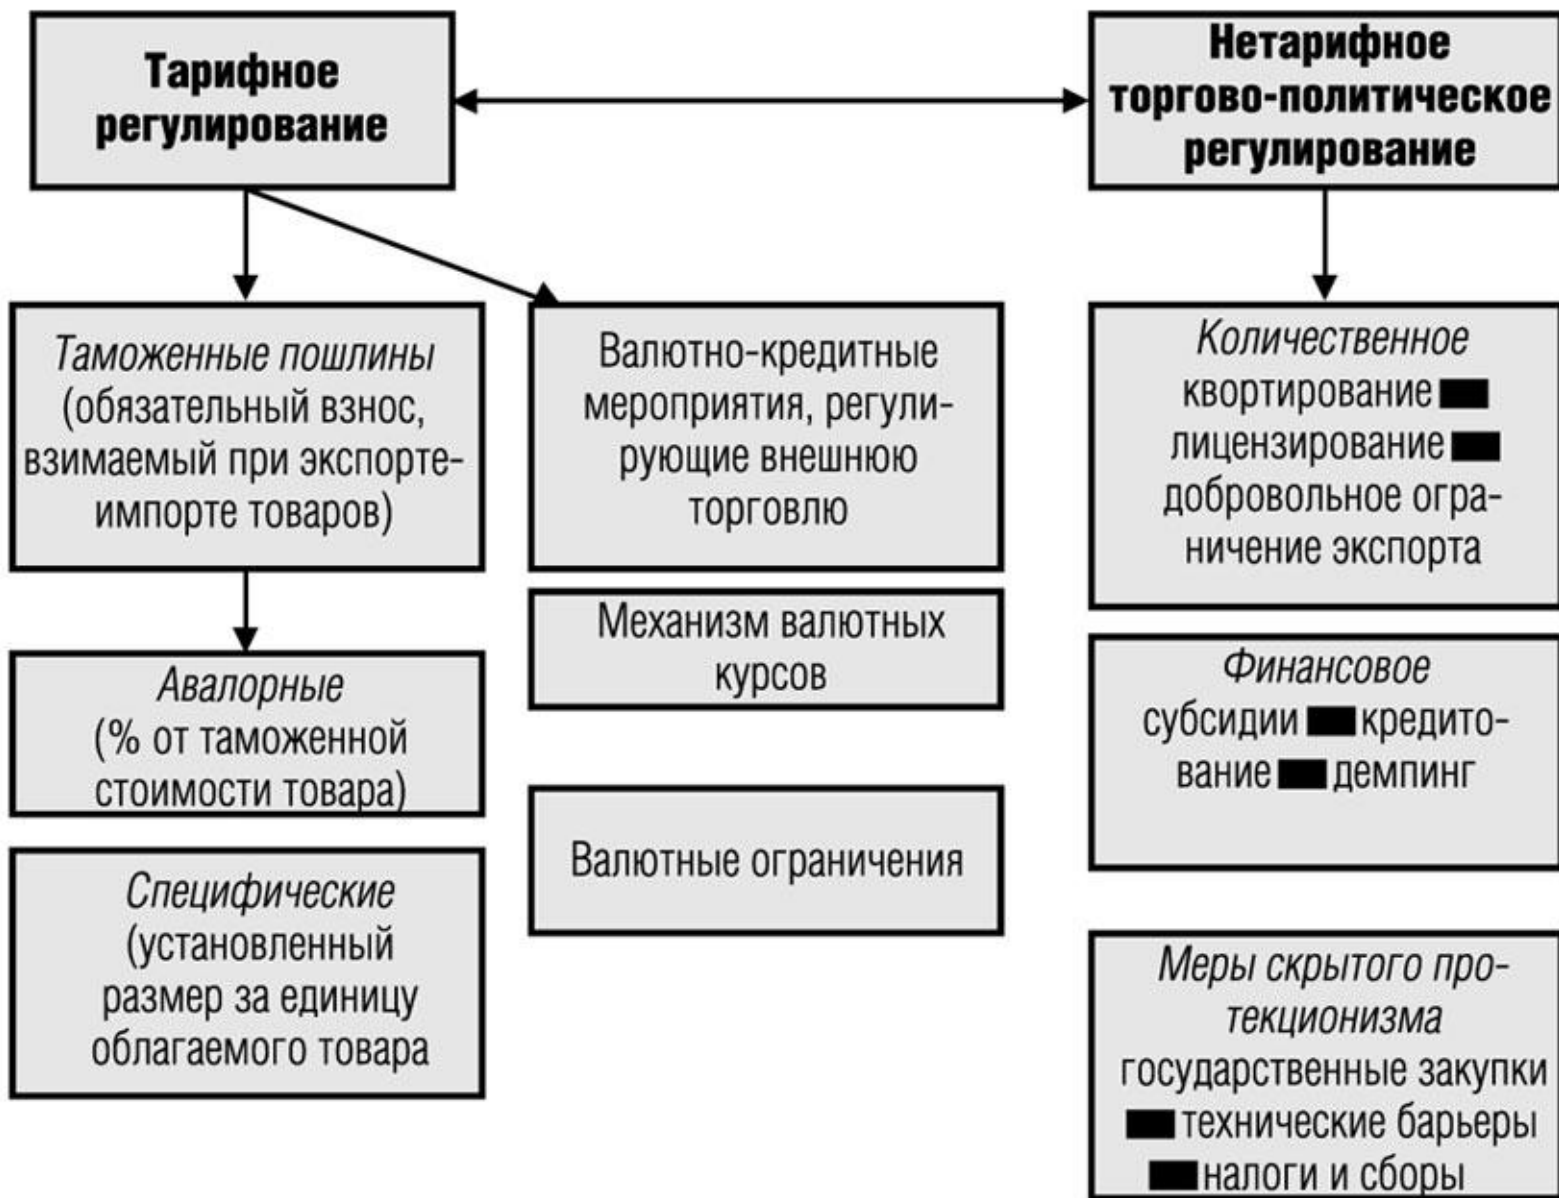 Тарифное
регулирование
Нетарифное
торгово-политическое
регулирование
Таможенные пошлины
(обязательный взнос,
взимаемый при экспорте-
импорте товаров)
Валютно-кредитные
мероприятия, регули-
рующие внешнюю
торговлю
Количественное
квортирование
лицензирование
добровольное огра-
ничение экспорта
Авалорные
(% от таможенной
стоимости товара)
Механизм валютных
курсов
Финансовое
субсидии кредито-
вание демпинг
Специфические
(установленный
размер за единицу
облагаемого товара
Валютные ограничения
Меры скрытого про-
текционизма
государственные закупки
технические барьеры
налоги и сборы